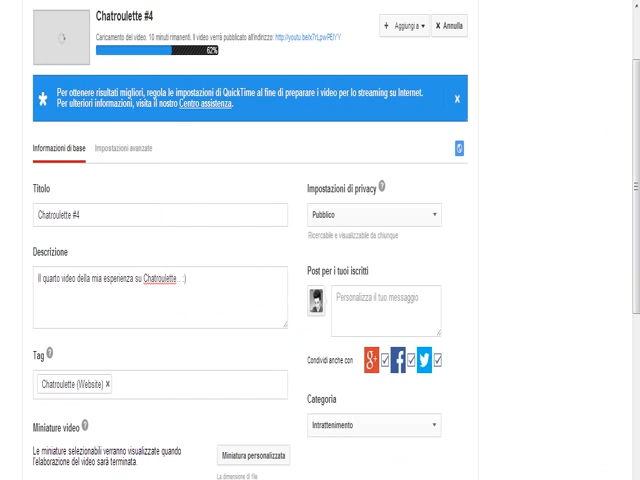 Chatroulette #4
Caricamento del video. 10 minuti rimanenti. Il video verrà pubblicato all'indirizzo:
62%
+ Aggiungi a
× Annulla
Per ottenere risultati migliori, regola le impostazioni di QuickTime al fine di preparare i video per lo streaming su Internet.
Per ulteriori informazioni, visita il nostro Centro assistenza.
Informazioni di base
Impostazioni avanzate
Titolo
Chatroulette #4
Descrizione
Il quarto video della mia esperienza su Chatroulette... :)
Tag ?
Chatroulette (Website) ×
Miniature video ?
Le miniature selezionabili verranno visualizzate quando
l'elaborazione del video sarà terminata.
Miniatura personalizzata
La dimensione di file
Impostazioni di privacy ?
Pubblico
Ricercabile e visualizzabile da chiunque
Post per i tuoi iscritti
Personalizza il tuo messaggio
Condividi anche con
Categoria
Intrattenimento